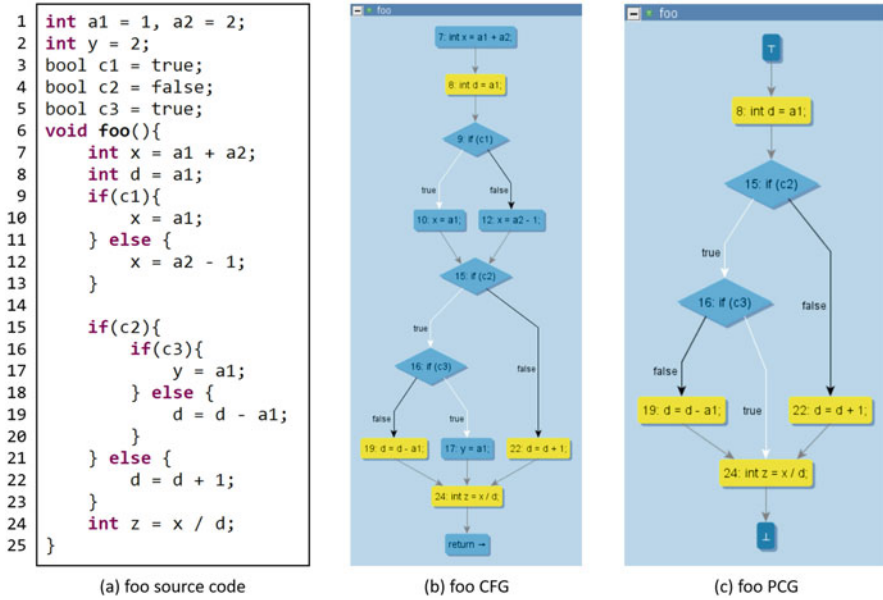 1 int a1 = 1, a2 = 2;
2 int y = 2;
3 bool c1 = true;
4 bool c2 = false;
5 bool c3 = true;
6 void foo(){
7 int x = a1 + a2;
8 int d = a1;
9 if(c1){
10 x = a1;
11 } else {
12 x = a2 - 1;
13 }
14
15 if(c2){
16 if(c3){
17 y = a1;
18 } else {
19 d = d - a1;
20 }
21 } else {
22 d = d + 1;
23 }
24 int z = x / d;
25 }
(a) foo source code
foo
7: int x = a1 + a2;
8: int d = a1;
9: if (c1)
true
false
10: x = a1;
12: x = a2 - 1;
15: if (c2)
true
16: if (c3)
false
false
true
19: d = d - a1;
17: y = a1;
22: d = d + 1;
24: int z = x / d;
return →
(b) foo CFG
foo
⊤
8: int d = a1;
15: if (c2)
true
16: if (c3)
false
false
true
19: d = d - a1;
22: d = d + 1;
24: int z = x / d;
⊥
(c) foo PCG